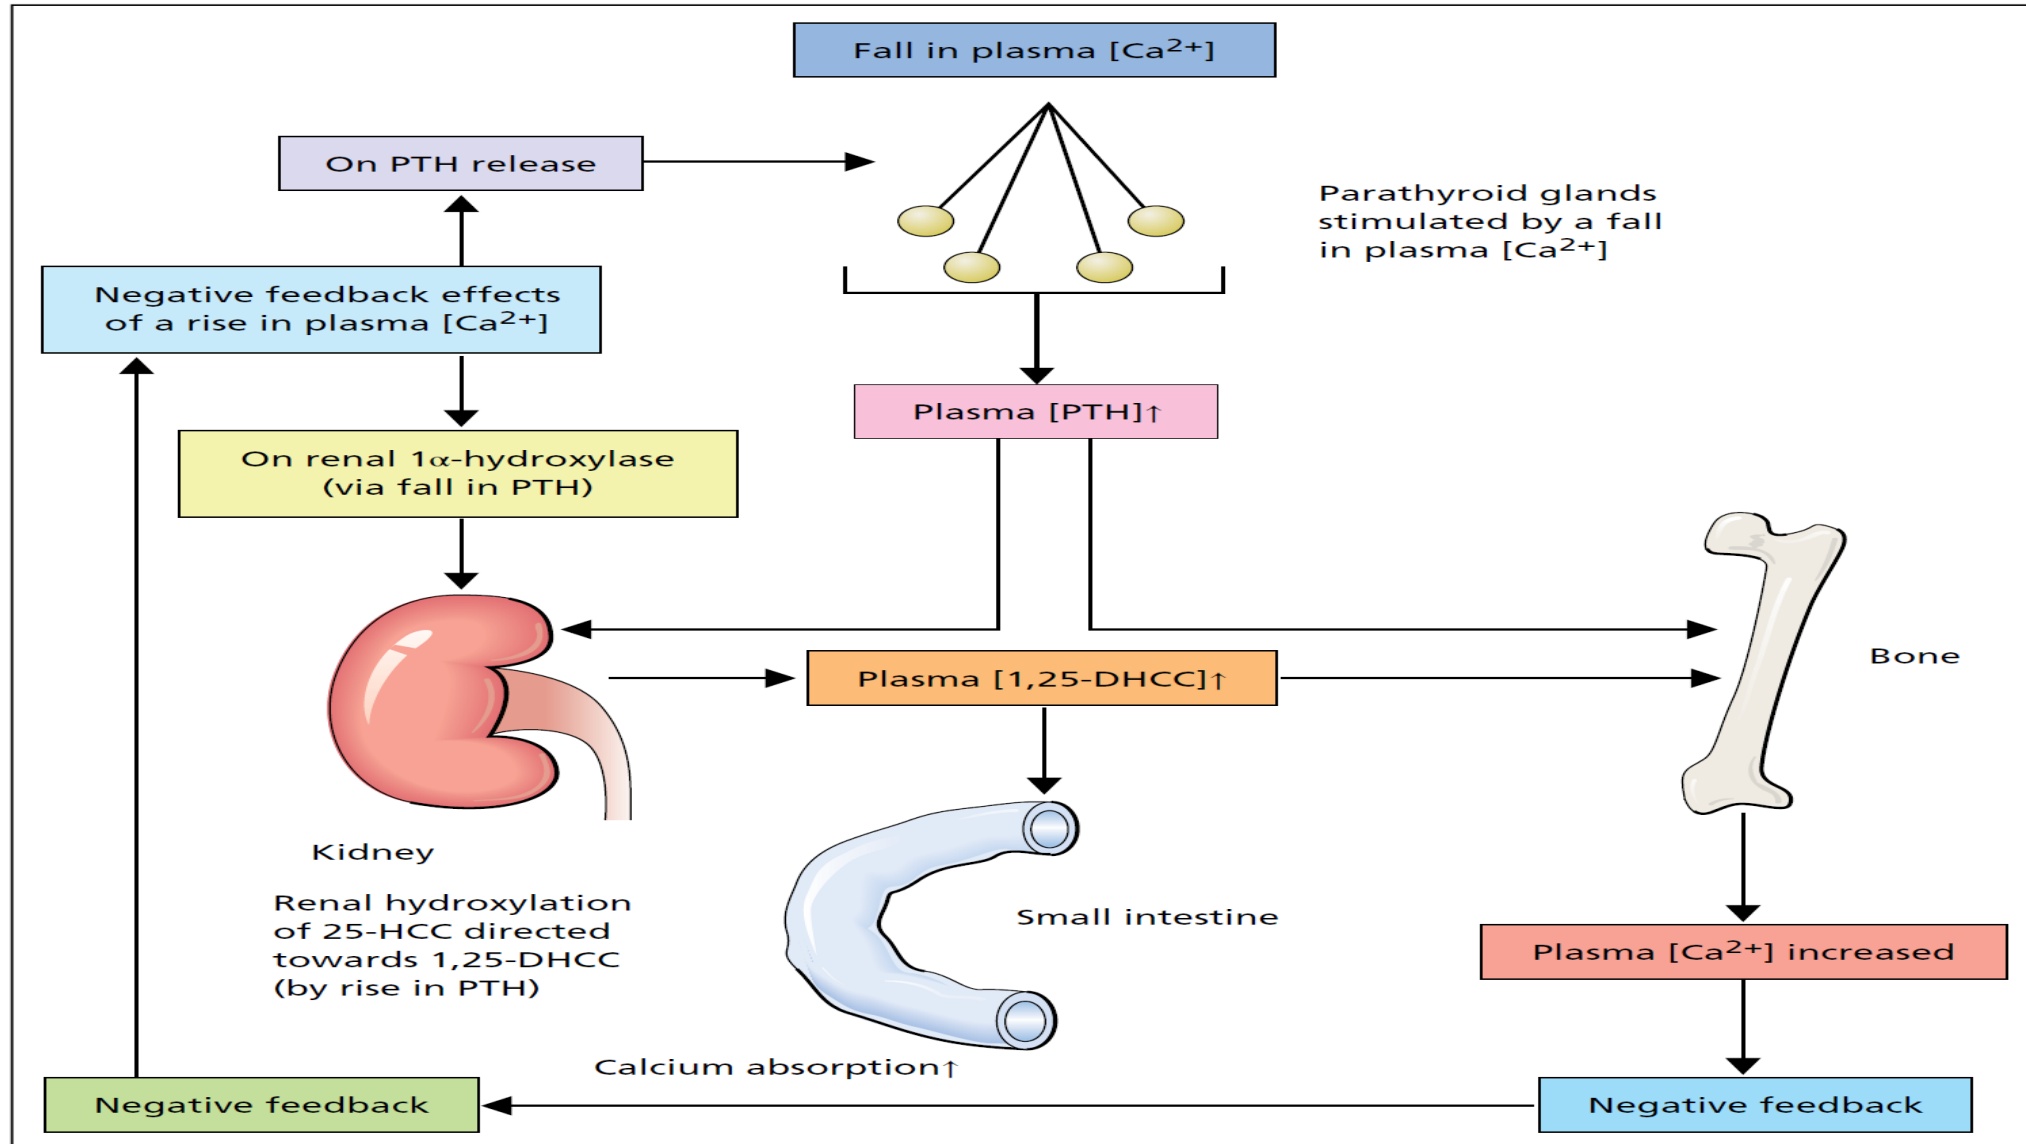 Fall in plasma [Ca²⁺]
On PTH release
Parathyroid glands
stimulated by a fall
in plasma [Ca²⁺]
Negative feedback effects
of a rise in plasma [Ca²⁺]
Plasma [PTH]↑
On renal 1α-hydroxylase
(via fall in PTH)
Bone
Plasma [1,25-DHCC]↑
Kidney
Renal hydroxylation
of 25-HCC directed
towards 1,25-DHCC
(by rise in PTH)
Small intestine
Plasma [Ca²⁺] increased
Calcium absorption↑
Negative feedback
Negative feedback